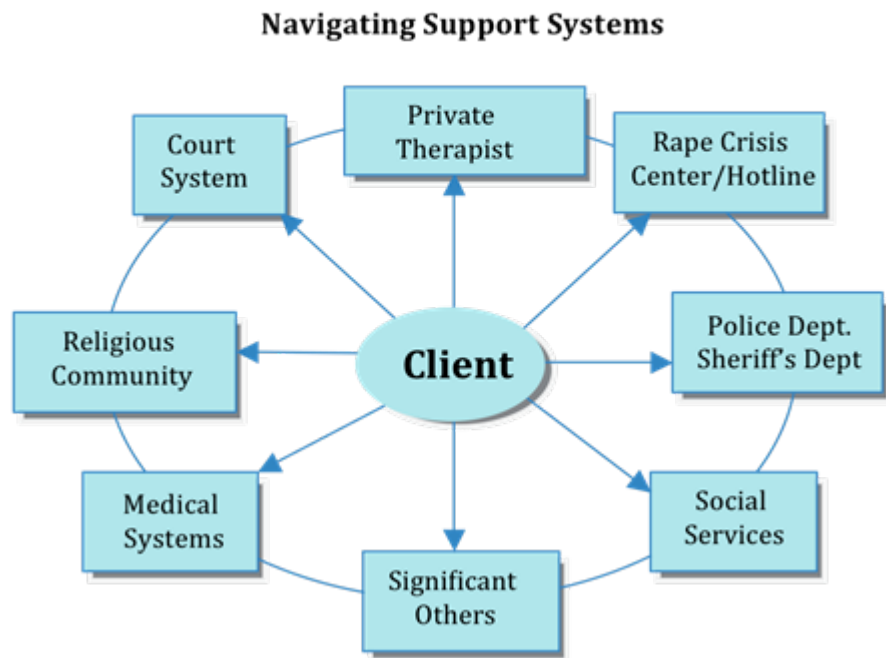 Navigating Support Systems
Private
Therapist
Court
System
Rape Crisis
Center/Hotline
Religious
Community
Client
Police Dept.
Sheriff's Dept
Medical
Systems
Social
Services
Significant
Others